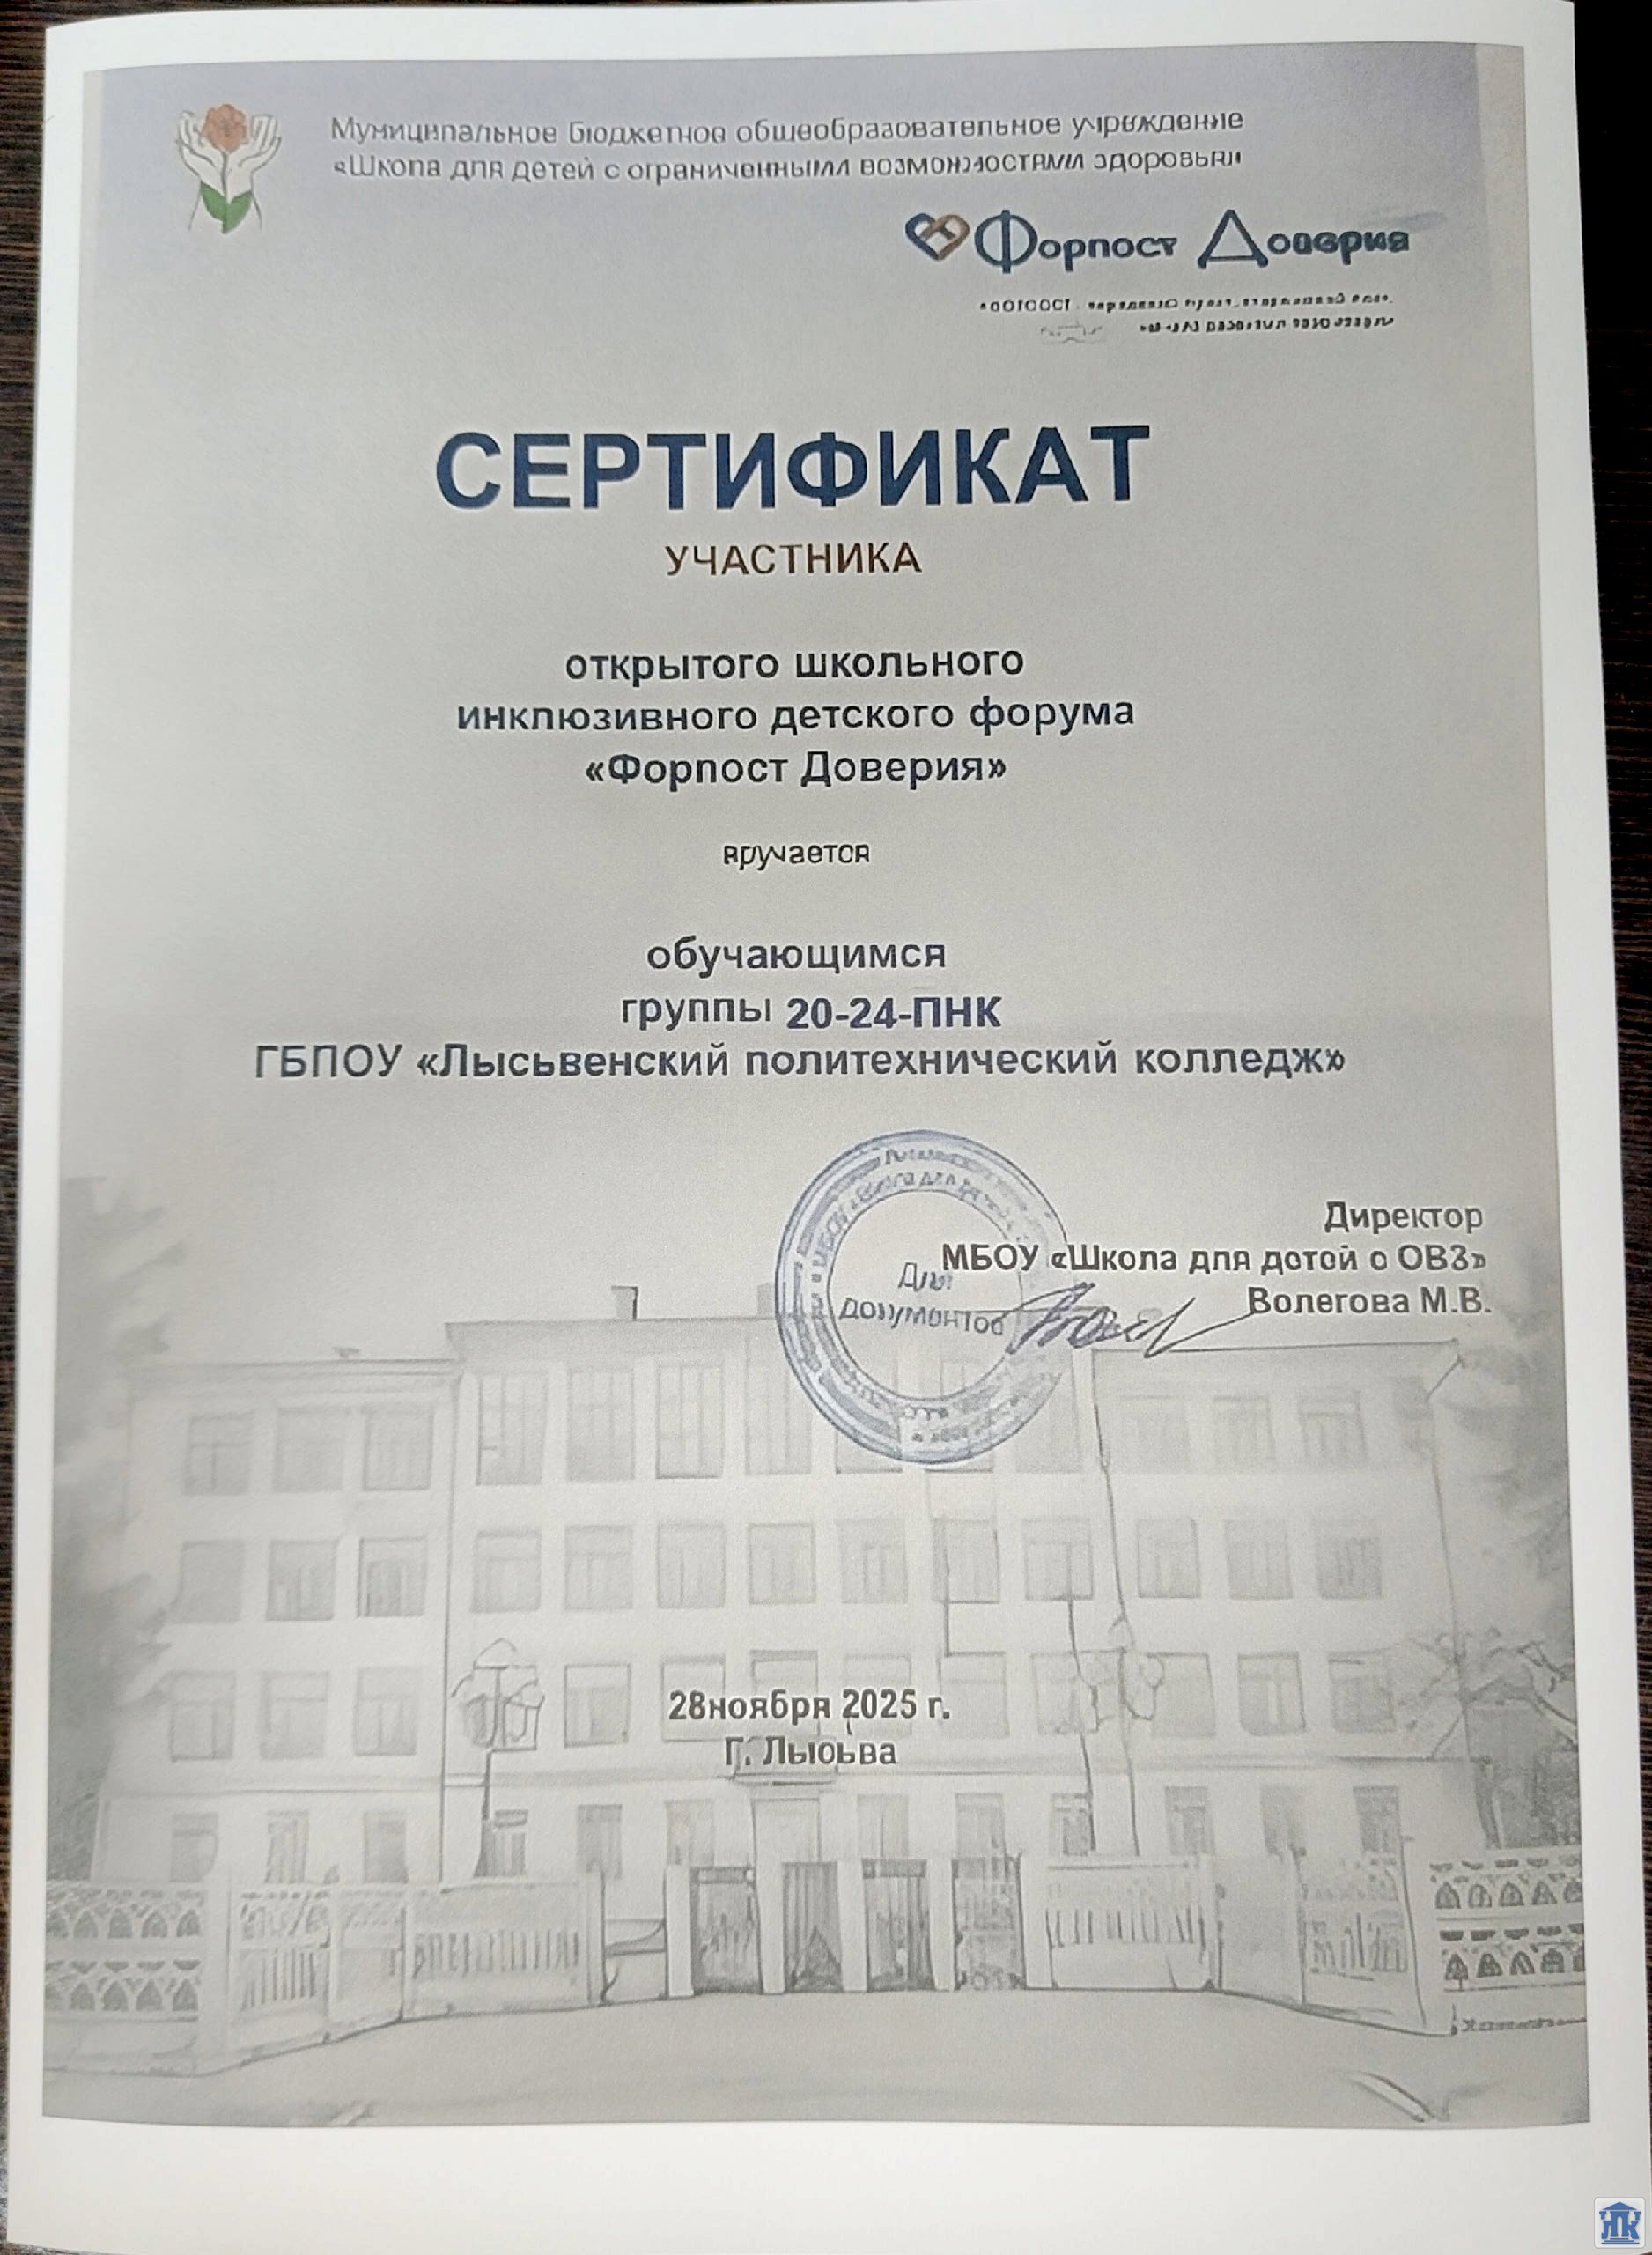 Муниципальное Бюджетное общеобразовательное учреждение
«Школа для детей с ограниченными возможностями здоровья»
Форпост Доверия
СЕРТИФИКАТ
УЧАСТНИКА
открытого школьного
инклюзивного детского форума
«Форпост Доверия»
вручается
обучающимся
группы 20-24-ПНК
ГБПОУ «Лысьвенский политехнический колледж»
Директор
МБОУ «Школа для детей с ОВЗ»
Волегова М.В.
Для
документов
28ноября 2025 г.
Г. Лысьва
ПК